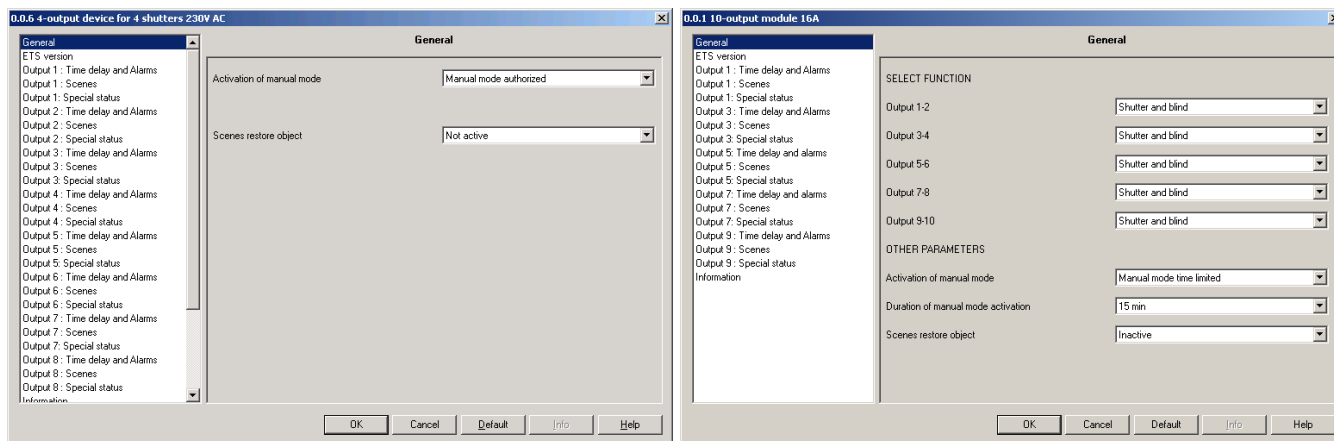 0.0.6 4-output device for 4 shutters 230V AC
General
ETS version
Output 1 : Time delay and Alarms
Output 1 : Scenes
Output 1: Special status
Output 2 : Time delay and Alarms
Output 2 : Scenes
Output 2 : Special status
Output 3 : Time delay and Alarms
Output 3 : Scenes
Output 3: Special status
Output 4 : Time delay and Alarms
Output 4 : Scenes
Output 4 : Special status
Output 5 : Time delay and Alarms
Output 5 : Scenes
Output 5: Special status
Output 6 : Time delay and Alarms
Output 6 : Scenes
Output 6 : Special status
Output 7 : Time delay and Alarms
Output 7 : Scenes
Output 7: Special status
Output 8 : Time delay and Alarms
Output 8 : Scenes
Output 8 : Special status
Information
General
Activation of manual mode Manual mode authorized
Scenes restore object Not active
OK Cancel Default Info Help
0.0.1 10-output module 16A
General
ETS version
Output 1 : Time delay and Alarms
Output 1 : Scenes
Output 1: Special status
Output 3 : Time delay and Alarms
Output 3 : Scenes
Output 3: Special status
Output 5: Time delay and alarms
Output 5 : Scenes
Output 5: Special status
Output 7: Time delay and alarms
Output 7 : Scenes
Output 7: Special status
Output 9 : Time delay and Alarms
Output 9 : Scenes
Output 9 : Special status
Information
General
SELECT FUNCTION
Output 1-2 Shutter and blind
Output 3-4 Shutter and blind
Output 5-6 Shutter and blind
Output 7-8 Shutter and blind
Output 9-10 Shutter and blind
OTHER PARAMETERS
Activation of manual mode Manual mode time limited
Duration of manual mode activation 15 min
Scenes restore object Inactive
OK Cancel Default Info Help